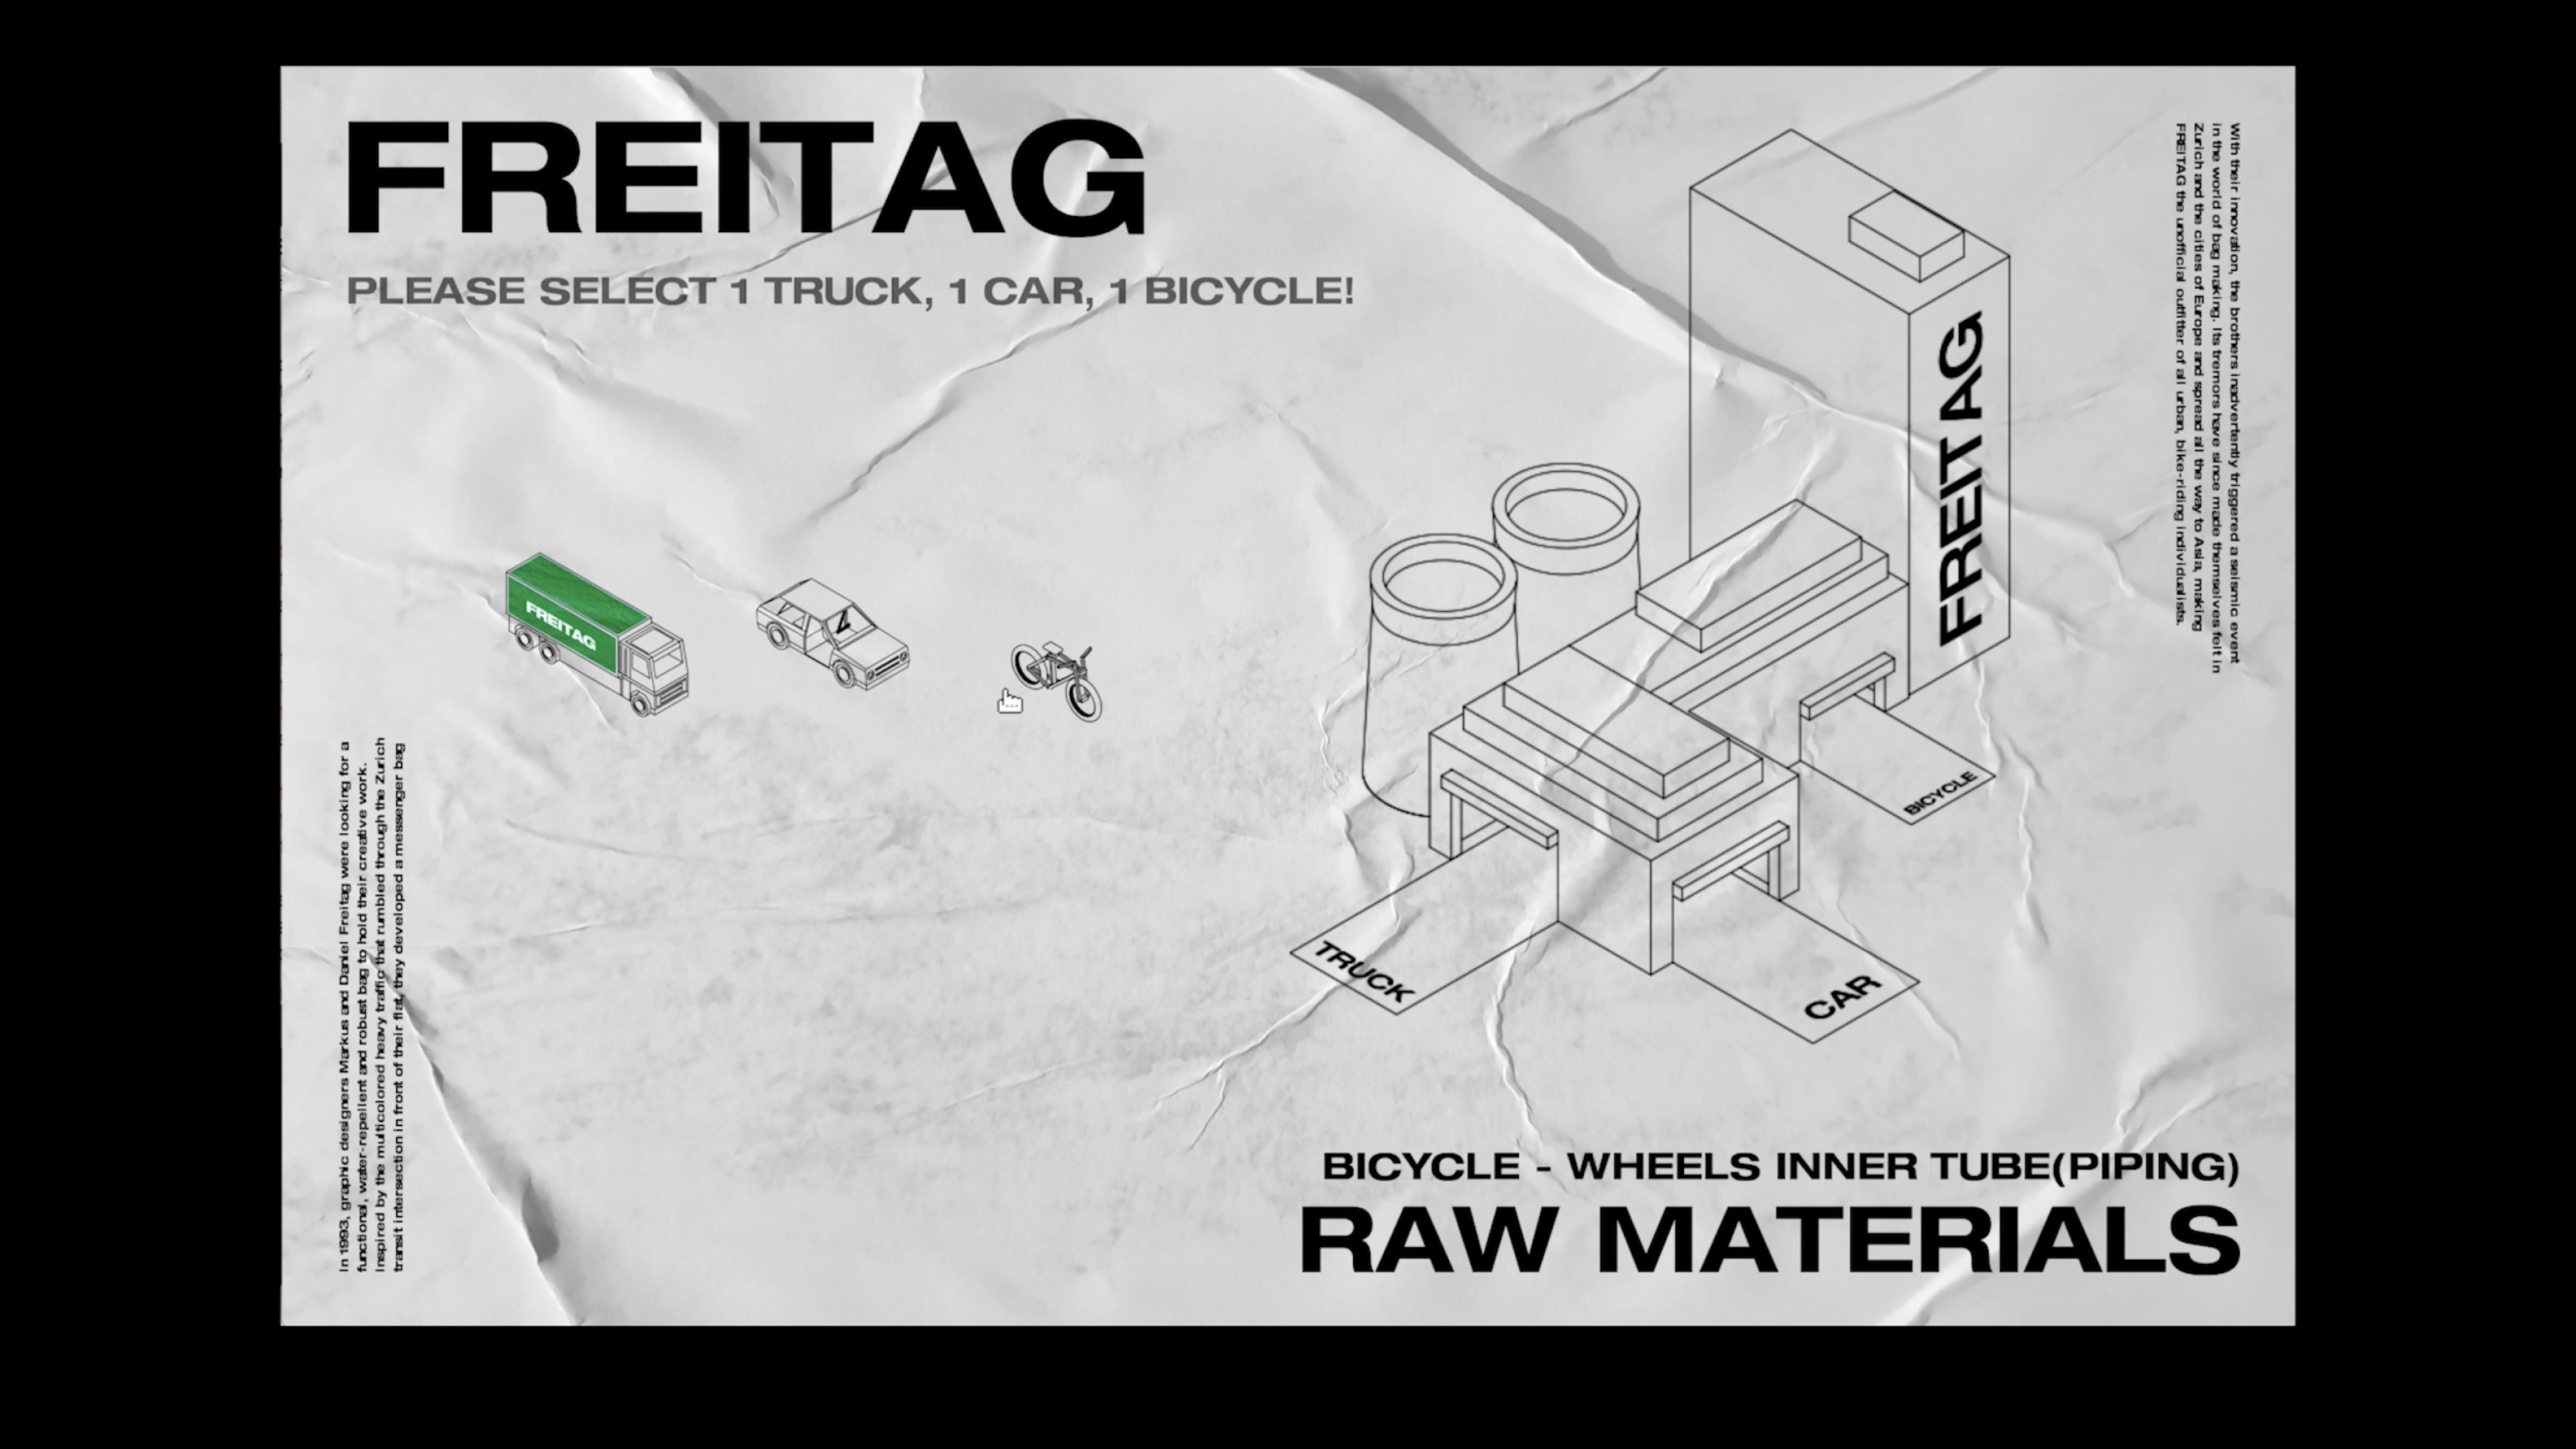 FREITAG
PLEASE SELECT 1 TRUCK, 1 CAR, 1 BICYCLE!
With their innovation, the brothers inadvertently triggered a seismic event
in the world of bag making. Its tremors have since made themselves felt in
Zurich and the cities of Europe and spread all the way to Asia, making
FREITAG the unofficial outfitter of all urban, bike-riding individualists.
FREITAG
FREITAG
BICYCLE
TRUCK
CAR
In 1993, graphic designers Markus and Daniel Freitag were looking for a
functional, water-repellent and robust bag to hold their creative work.
Inspired by the multicolored heavy traffic that rumbled through the Zurich
transit intersection in front of their flat, they developed a messenger bag
BICYCLE - WHEELS INNER TUBE(PIPING)
RAW MATERIALS